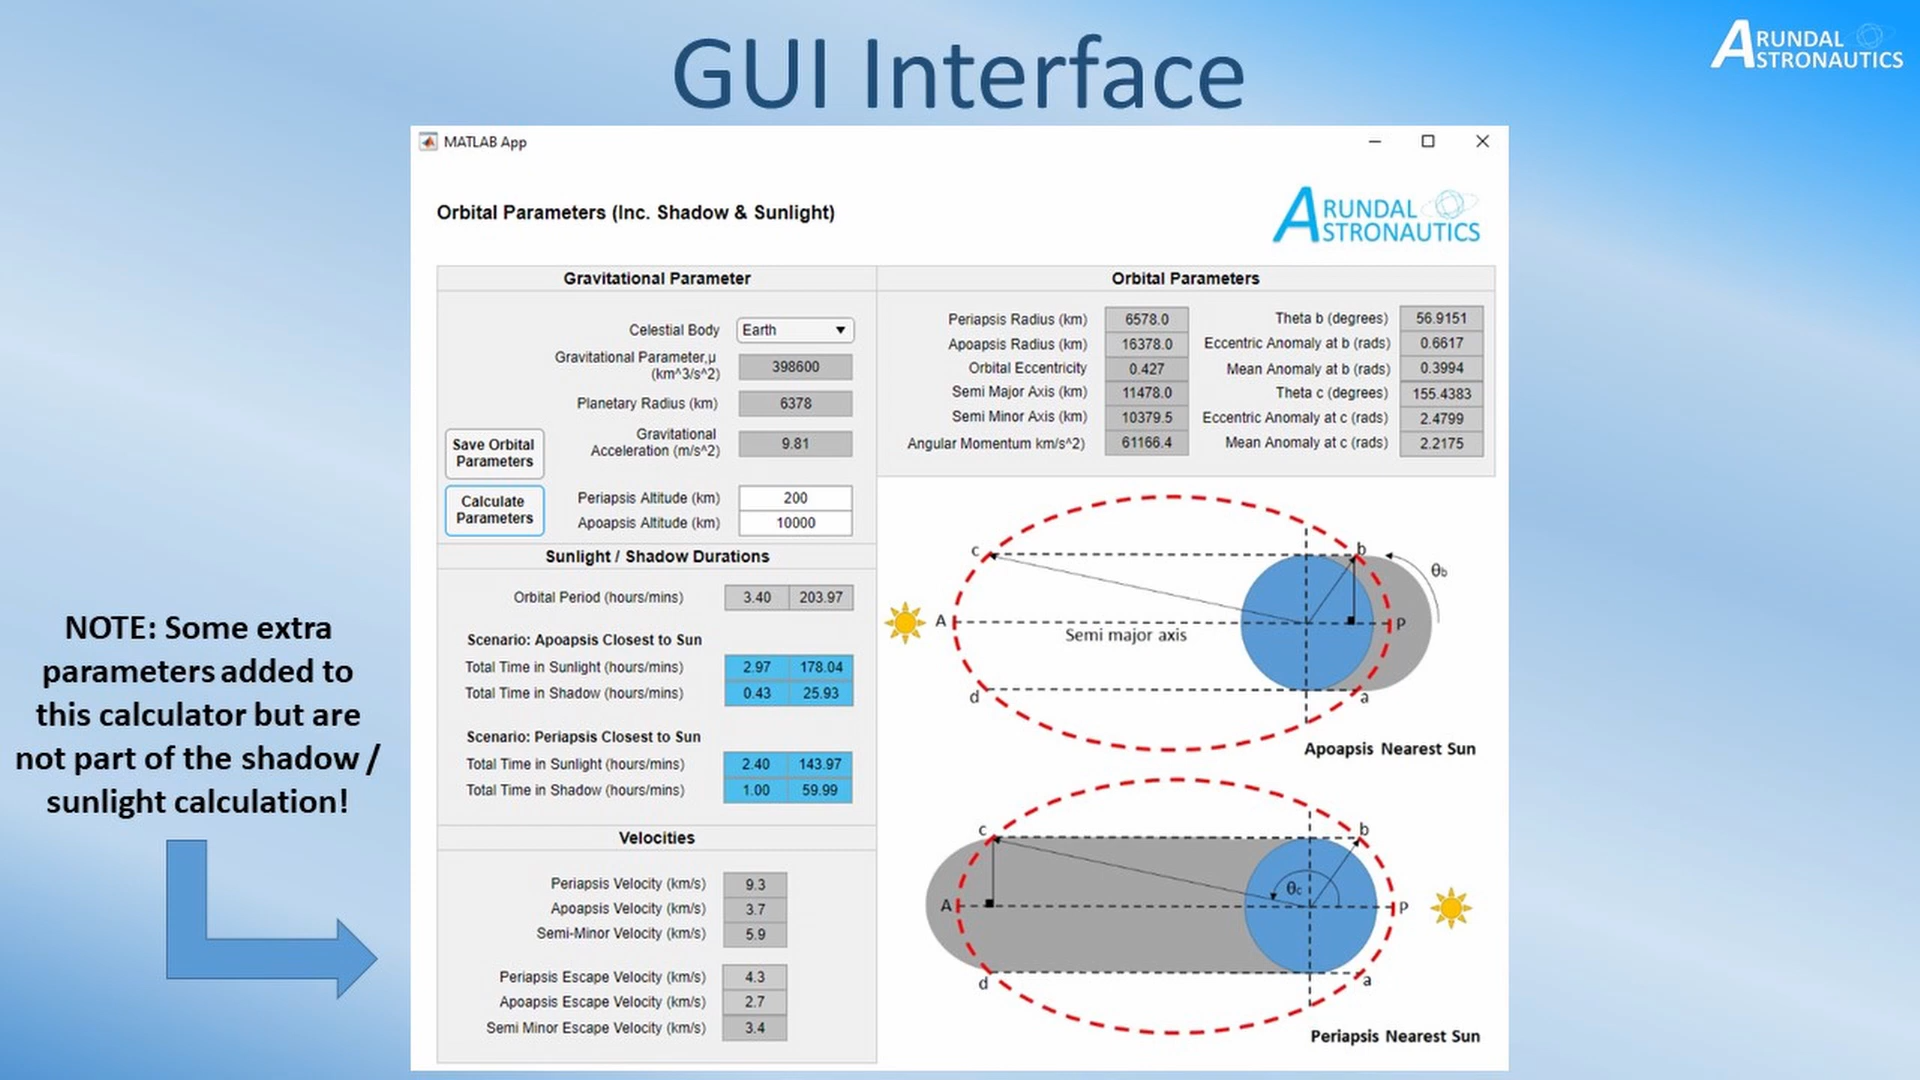 GUI Interface
ARUNDAL
ASTRONAUTICS
MATLAB App
Orbital Parameters (Inc. Shadow & Sunlight)
ARUNDAL
ASTRONAUTICS
Gravitational Parameter
Celestial Body Earth
Gravitational Parameter,μ
(km^3/s^2) 398600
Planetary Radius (km) 6378
Gravitational
Acceleration (m/s^2) 9.81
Save Orbital
Parameters
Calculate
Parameters
Periapsis Altitude (km) 200
Apoapsis Altitude (km) 10000
Sunlight / Shadow Durations
Orbital Period (hours/mins) 3.40 203.97
Scenario: Apoapsis Closest to Sun
Total Time in Sunlight (hours/mins) 2.97 178.04
Total Time in Shadow (hours/mins) 0.43 25.93
Scenario: Periapsis Closest to Sun
Total Time in Sunlight (hours/mins) 2.40 143.97
Total Time in Shadow (hours/mins) 1.00 59.99
Velocities
Periapsis Velocity (km/s) 9.3
Apoapsis Velocity (km/s) 3.7
Semi-Minor Velocity (km/s) 5.9
Periapsis Escape Velocity (km/s) 4.3
Apoapsis Escape Velocity (km/s) 2.7
Semi Minor Escape Velocity (km/s) 3.4
Orbital Parameters
Periapsis Radius (km) 6578.0 Theta b (degrees) 56.9151
Apoapsis Radius (km) 16378.0 Eccentric Anomaly at b (rads) 0.6617
Orbital Eccentricity 0.427 Mean Anomaly at b (rads) 0.3994
Semi Major Axis (km) 11478.0 Theta c (degrees) 155.4383
Semi Minor Axis (km) 10379.5 Eccentric Anomaly at c (rads) 2.4799
Angular Momentum km/s^2) 61166.4 Mean Anomaly at c (rads) 2.2175
c b
θb
A P
Semi major axis
d a
Apoapsis Nearest Sun
c b
θc
A P
d a
Periapsis Nearest Sun
NOTE: Some extra
parameters added to
this calculator but are
not part of the shadow /
sunlight calculation!